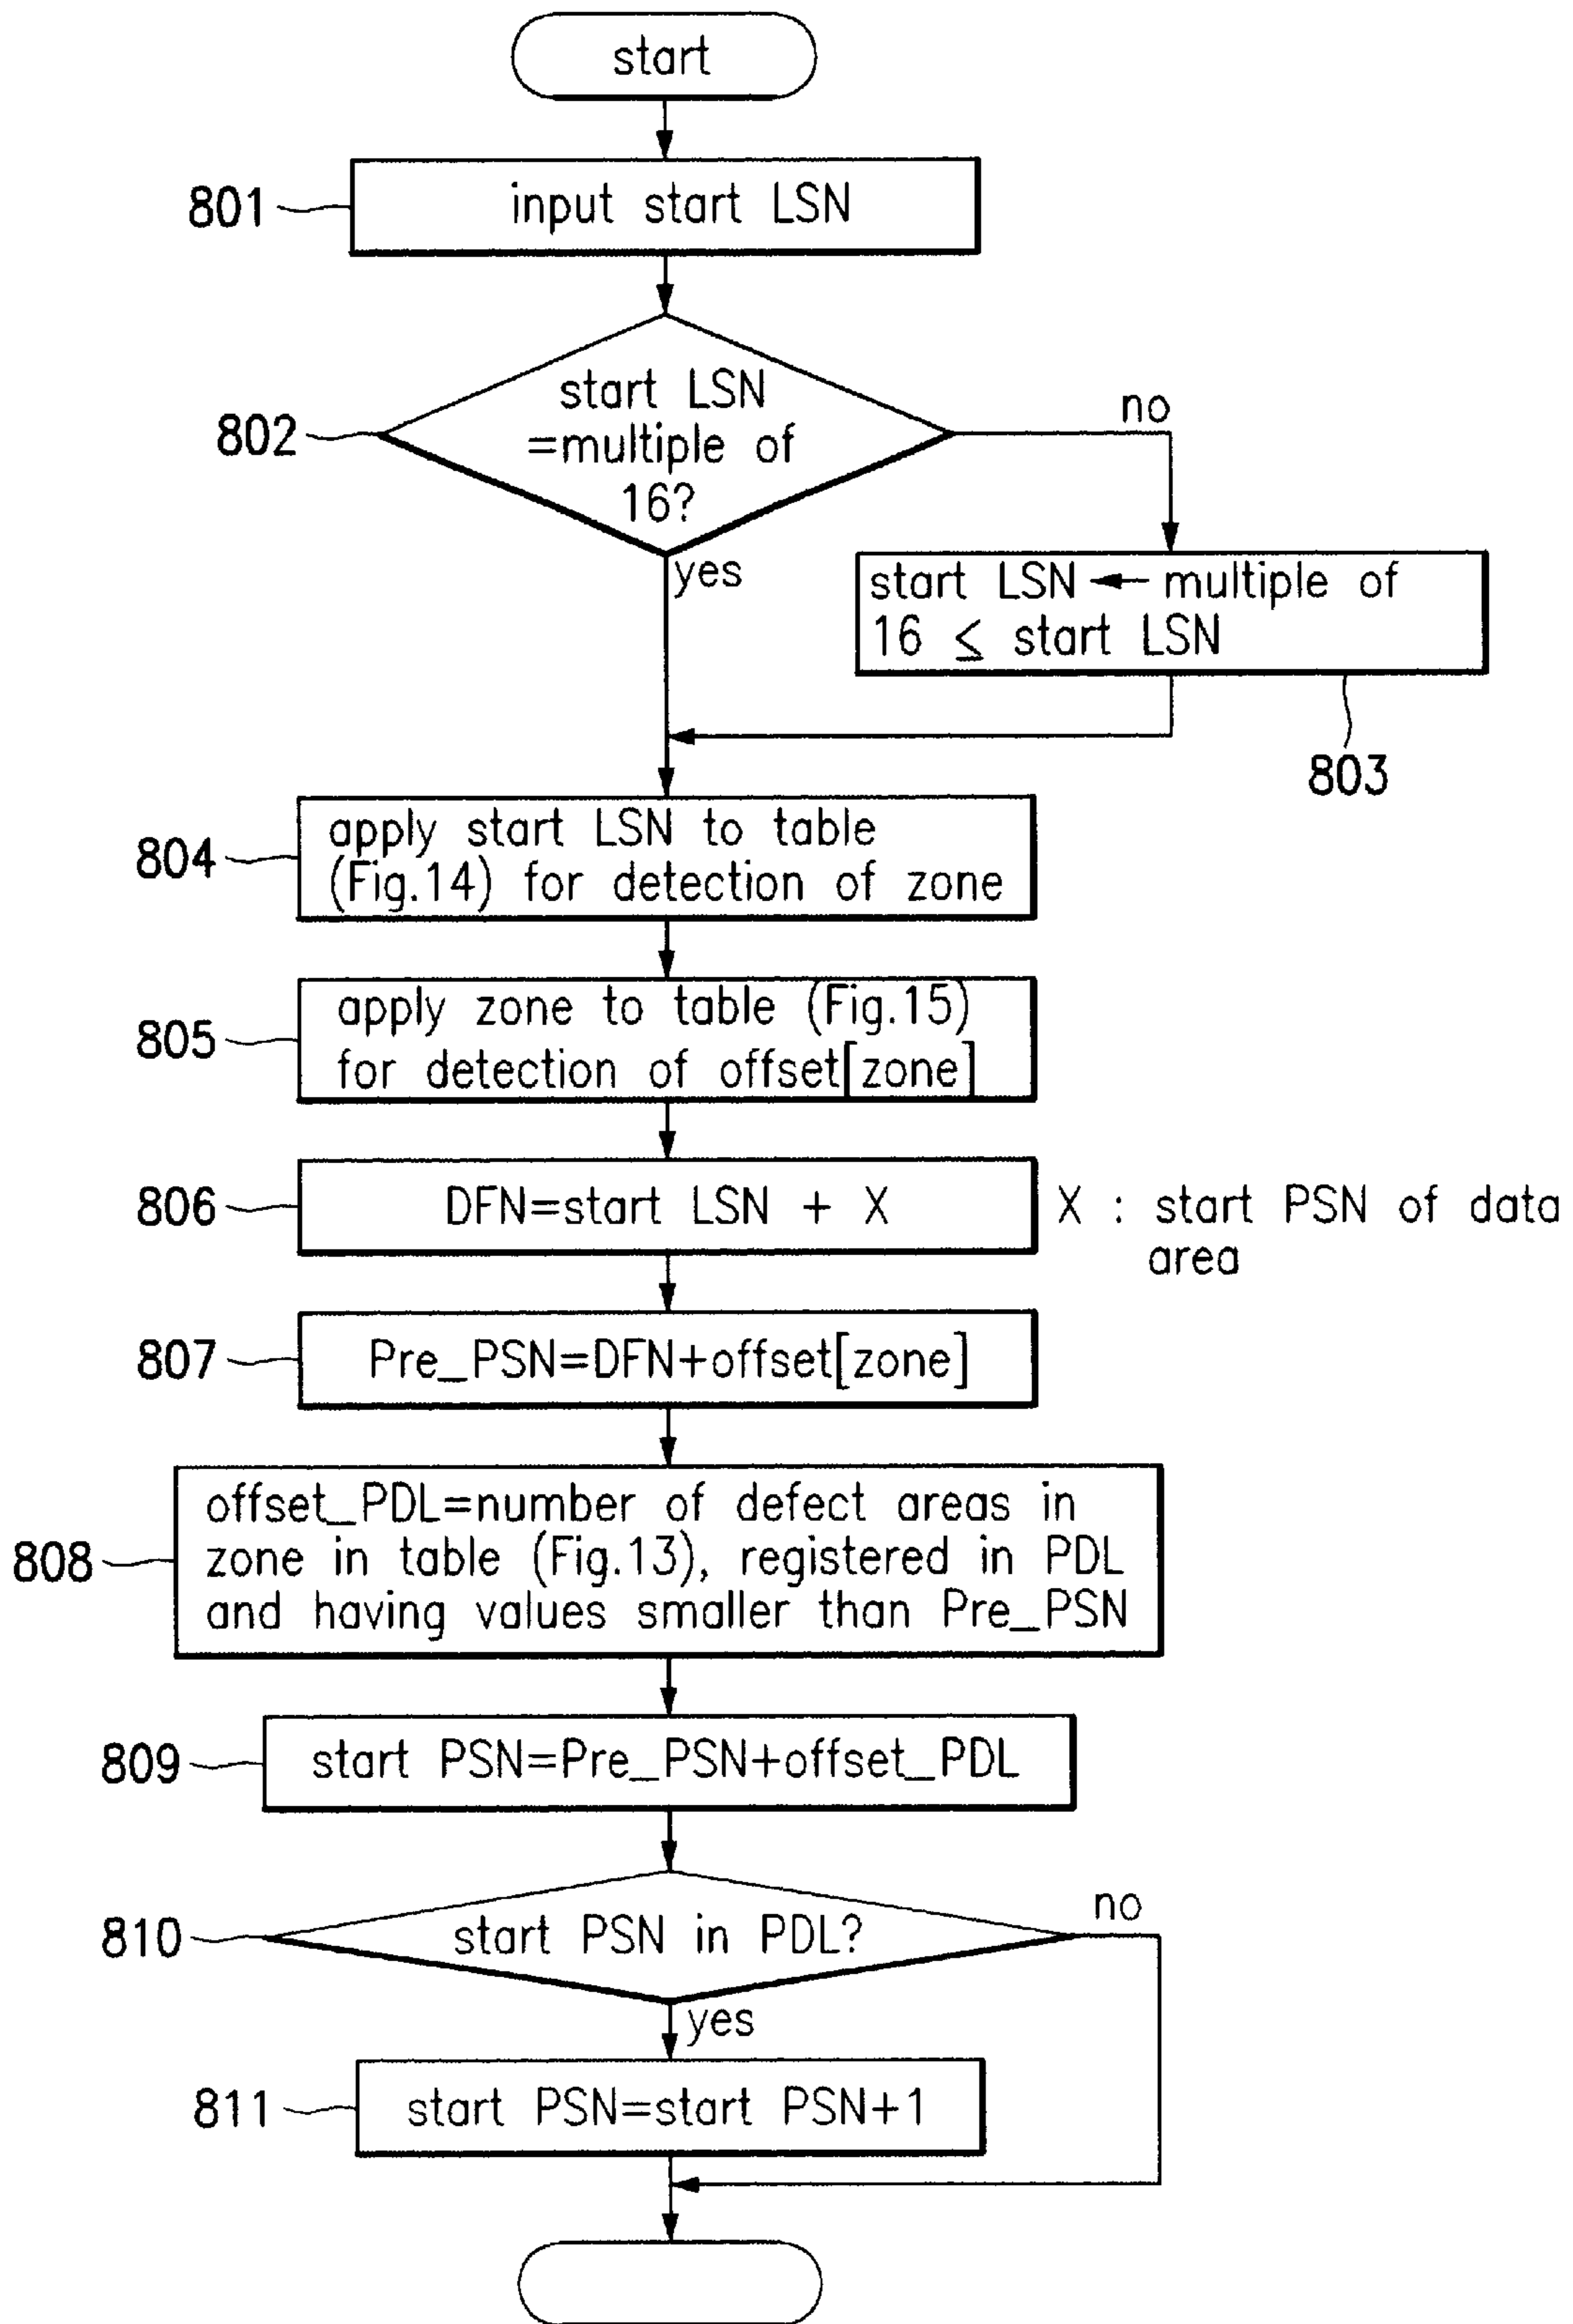 start
801
input start LSN
802
start LSN
=multiple of
16?
no
yes
start LSN ← multiple of
16 ≤ start LSN
803
804
apply start LSN to table
(Fig.14) for detection of zone
805
apply zone to table (Fig.15)
for detection of offset[zone]
806
DFN=start LSN + X
X : start PSN of data
area
807
Pre_PSN=DFN+offset[zone]
808
offset_PDL=number of defect areas in
zone in table (Fig.13), registered in PDL
and having values smaller than Pre_PSN
809
start PSN=Pre_PSN+offset_PDL
810
start PSN in PDL?
no
yes
811
start PSN=start PSN+1